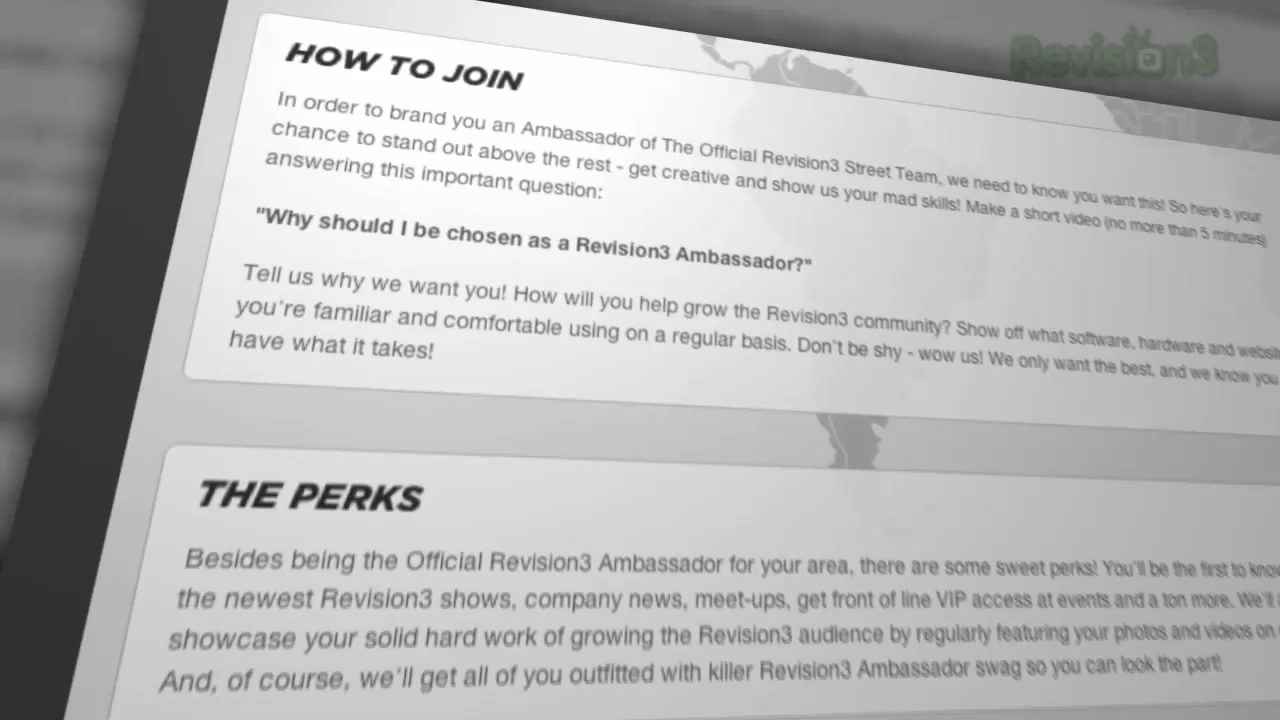 Revision3
HOW TO JOIN
In order to brand you an Ambassador of The Official Revision3 Street Team, we need to know you want this! So here's your
chance to stand out above the rest - get creative and show us your mad skills! Make a short video (no more than 5 minutes)
answering this important question:
"Why should I be chosen as a Revision3 Ambassador?"
Tell us why we want you! How will you help grow the Revision3 community? Show off what software, hardware and
you're familiar and comfortable using on a regular basis. Don't be shy - wow us! We only want the best, and we know you
have what it takes!
THE PERKS
Besides being the Official Revision3 Ambassador for your area, there are some sweet perks! You'll be the first to
the newest Revision3 shows, company news, meet-ups, get front of line VIP access at events and a ton more. We'll
showcase your solid hard work of growing the Revision3 audience by regularly featuring your photos and videos on
And, of course, we'll get all of you outfitted with killer Revision3 Ambassador swag so you can look the part!